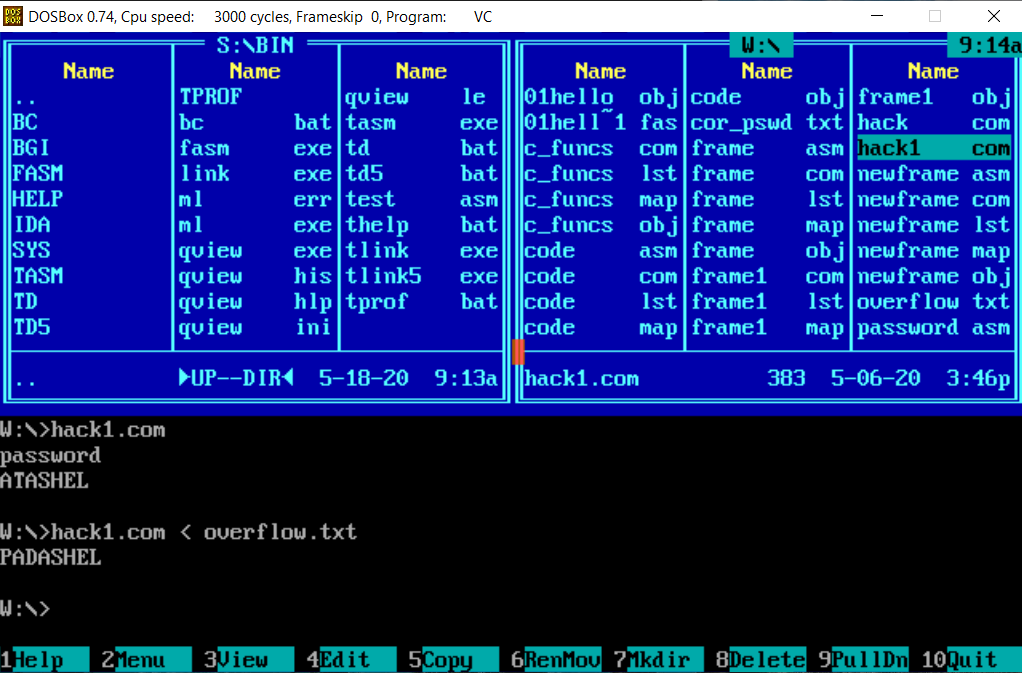 DOSBox 0.74, Cpu speed: 3000 cycles, Frameskip 0, Program: VC
S:\BIN W:\ 9:14a
Name Name Name Name Name Name
.. TPROF qview le 01hello obj code obj frame1 obj
BC bc bat tasm exe 01hell~1 fas cor_pswd txt hack com
BGI fasm exe td bat c_funcs com frame asm hack1 com
FASM link exe td5 bat c_funcs lst frame com newframe asm
HELP ml err test asm c_funcs map frame lst newframe com
IDA ml exe thelp bat c_funcs obj frame map newframe lst
SYS qview exe tlink exe code asm frame obj newframe map
TASM qview his tlink5 exe code com frame1 com newframe obj
TD qview hlp tprof bat code lst frame1 lst overflow txt
TD5 qview ini code map frame1 map password asm
.. ►UP--DIR◄ 5-18-20 9:13a hack1.com 383 5-06-20 3:46p
W:\>hack1.com
password
ATASHEL
W:\>hack1.com < overflow.txt
PADASHEL
W:\>
1Help 2Menu 3View 4Edit 5Copy 6RenMov 7Mkdir 8Delete 9PullDn 10Quit